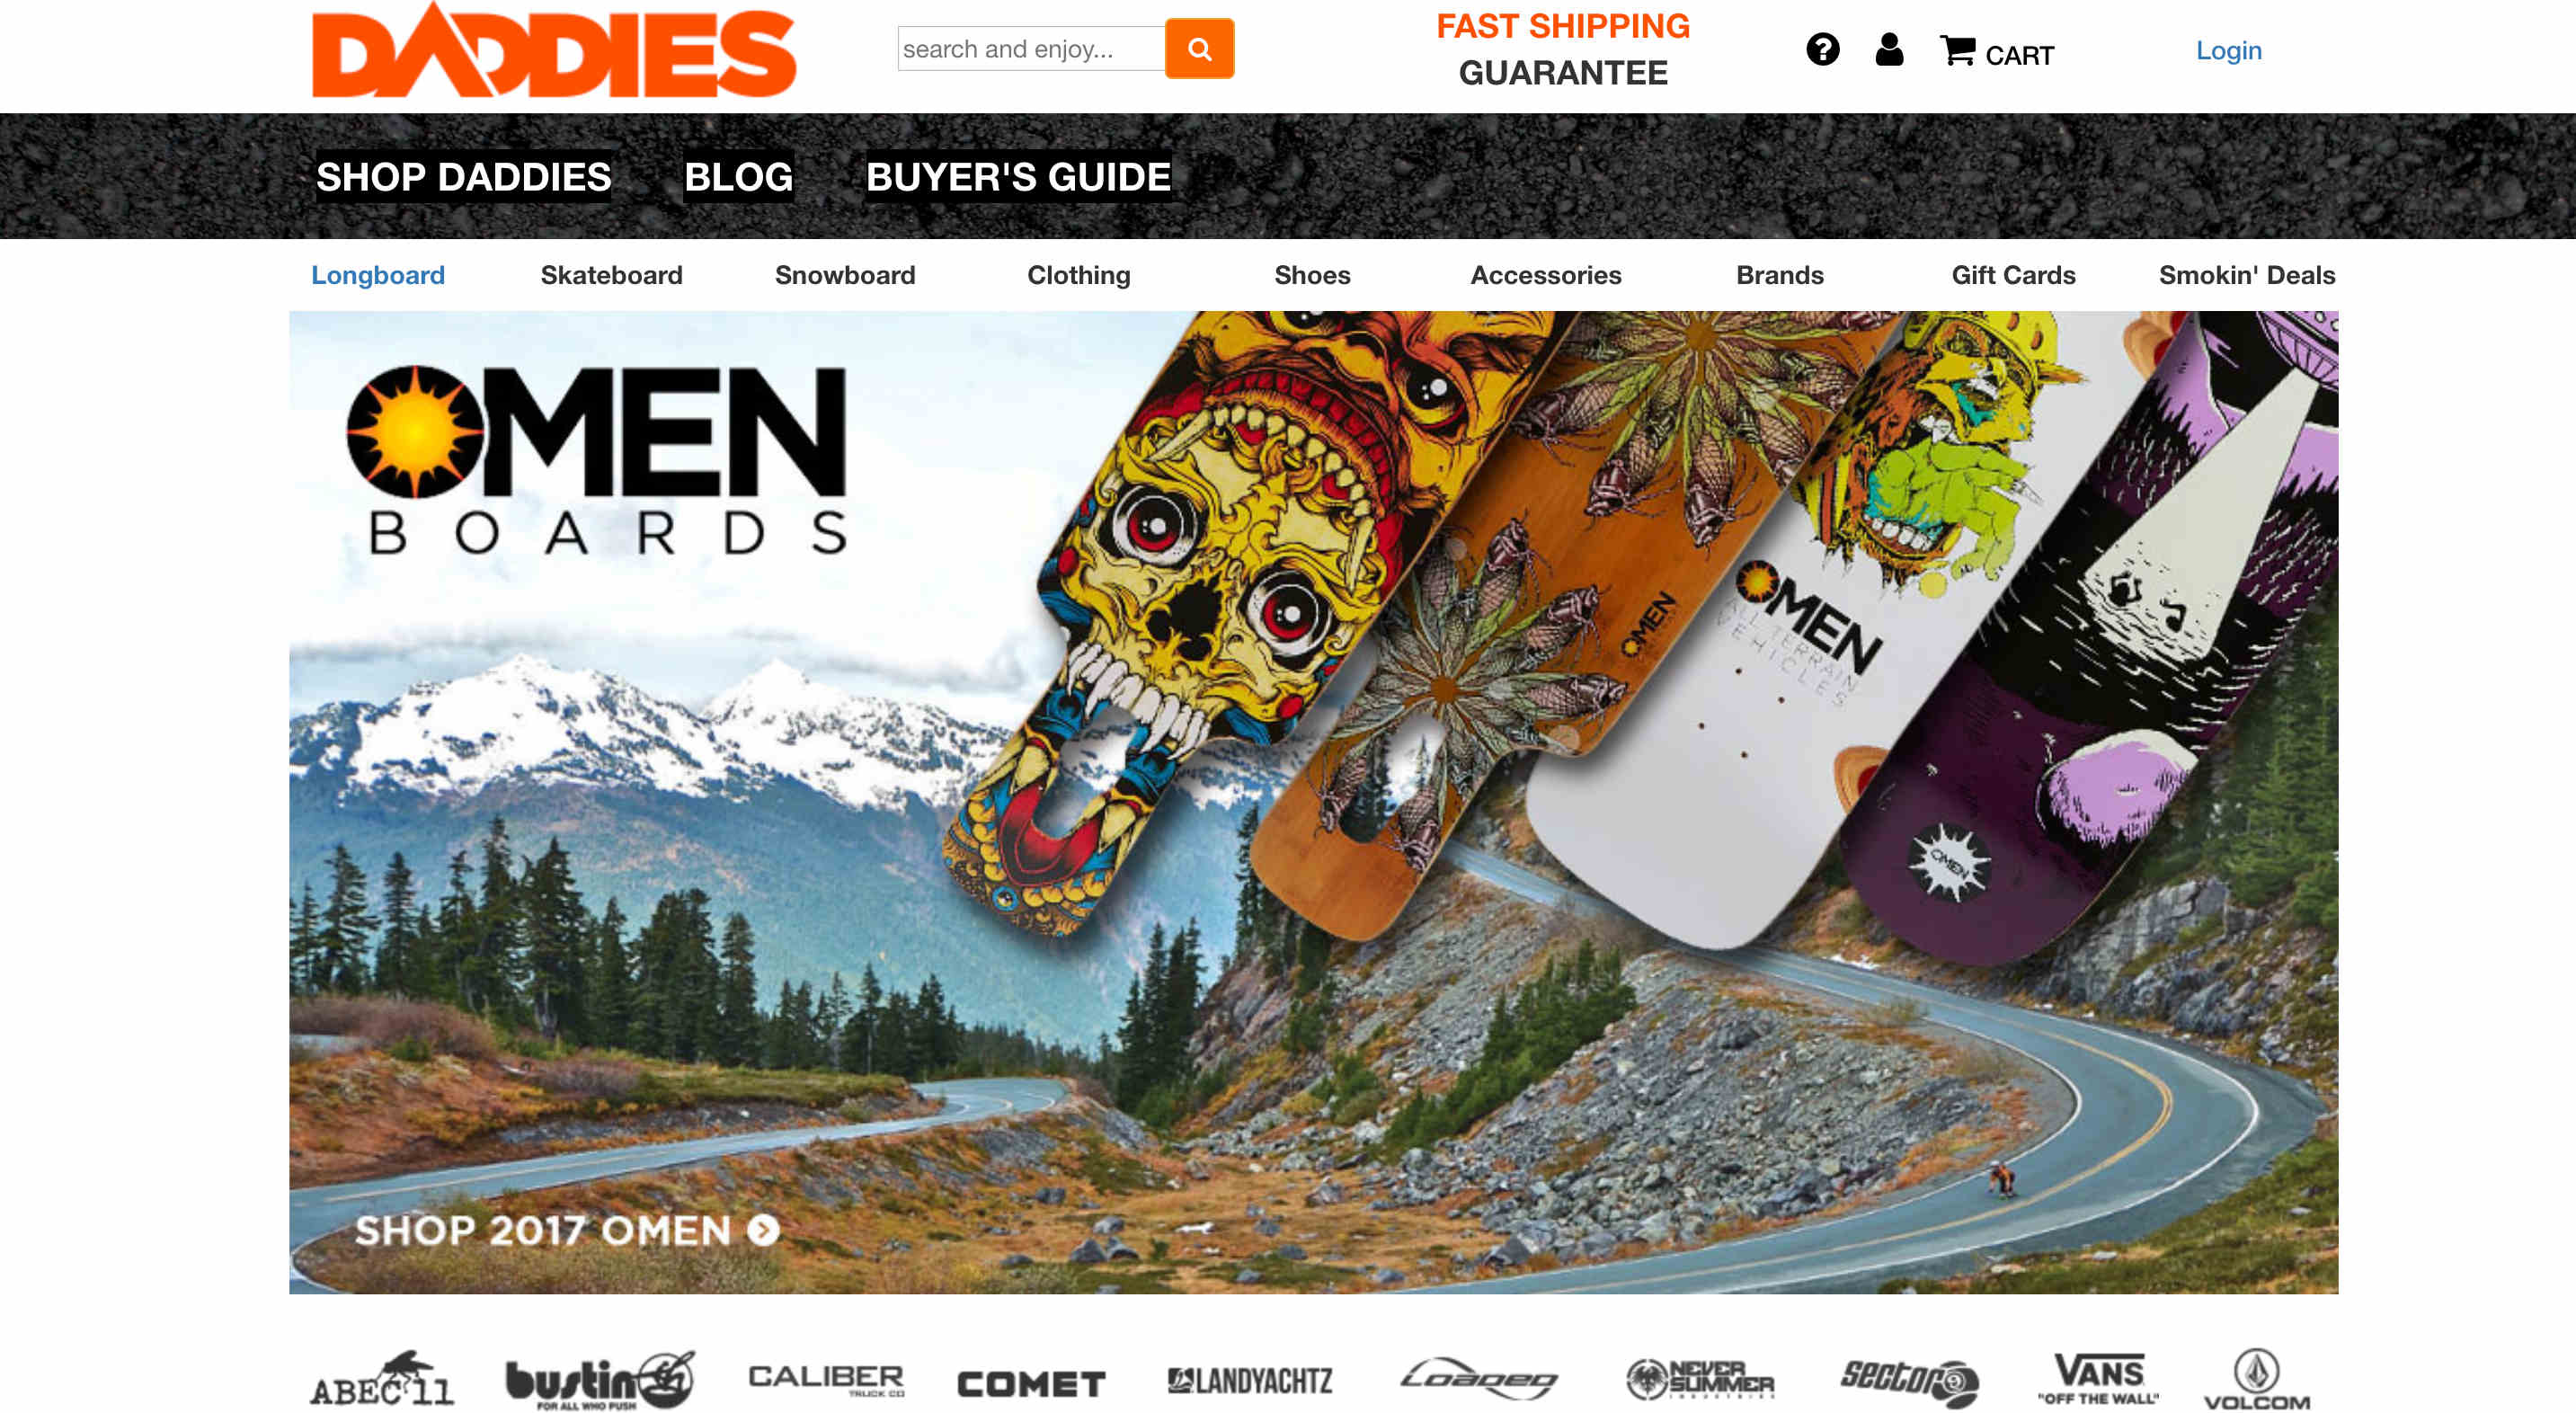 DADDIES
search and enjoy...
FAST SHIPPING
GUARANTEE
CART
Login
SHOP DADDIES
BLOG
BUYER'S GUIDE
Longboard
Skateboard
Snowboard
Clothing
Shoes
Accessories
Brands
Gift Cards
Smokin' Deals
OMEN
BOARDS
OMEN
OMEN
ALL TERRAIN
VEHICLES
OMEN
SHOP 2017 OMEN
ABEC 11
bustin
FOR ALL WHO PUSH
CALIBER
TRUCK CO
COMET
LANDYACHTZ
Loaded
NEVER
SUMMER
INDUSTRIES
SECTOR 9
VANS
"OFF THE WALL"
VOLCOM